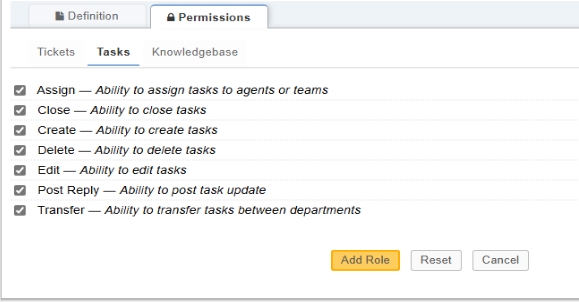 Definition
Permissions
Tickets
Tasks
Knowledgebase
Assign — Ability to assign tasks to agents or teams
Close — Ability to close tasks
Create — Ability to create tasks
Delete — Ability to delete tasks
Edit — Ability to edit tasks
Post Reply — Ability to post task update
Transfer — Ability to transfer tasks between departments
Add Role
Reset
Cancel